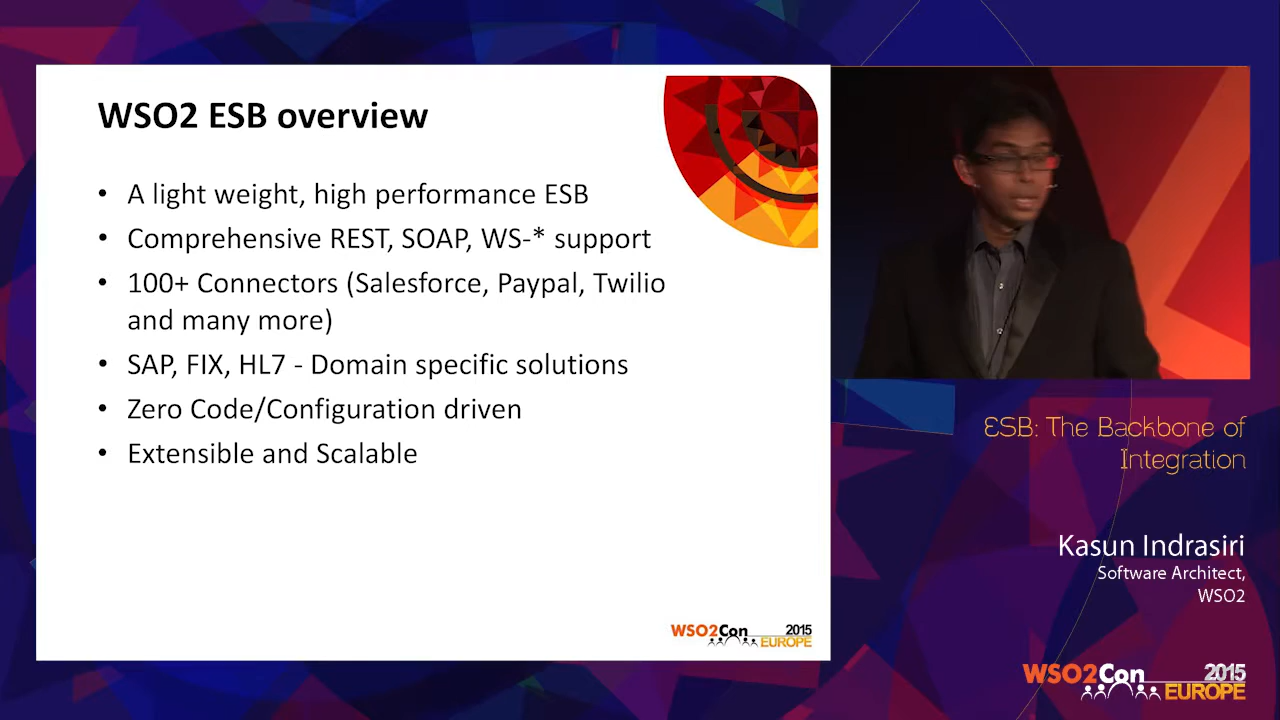 WSO2 ESB overview
• A light weight, high performance ESB
• Comprehensive REST, SOAP, WS-* support
• 100+ Connectors (Salesforce, Paypal, Twilio
and many more)
• SAP, FIX, HL7 - Domain specific solutions
• Zero Code/Configuration driven
• Extensible and Scalable
WSO2Con 2015
EUROPE
ESB: The Backbone of
Integration
Kasun Indrasiri
Software Architect,
WSO2
WSO2Con 2015
EUROPE